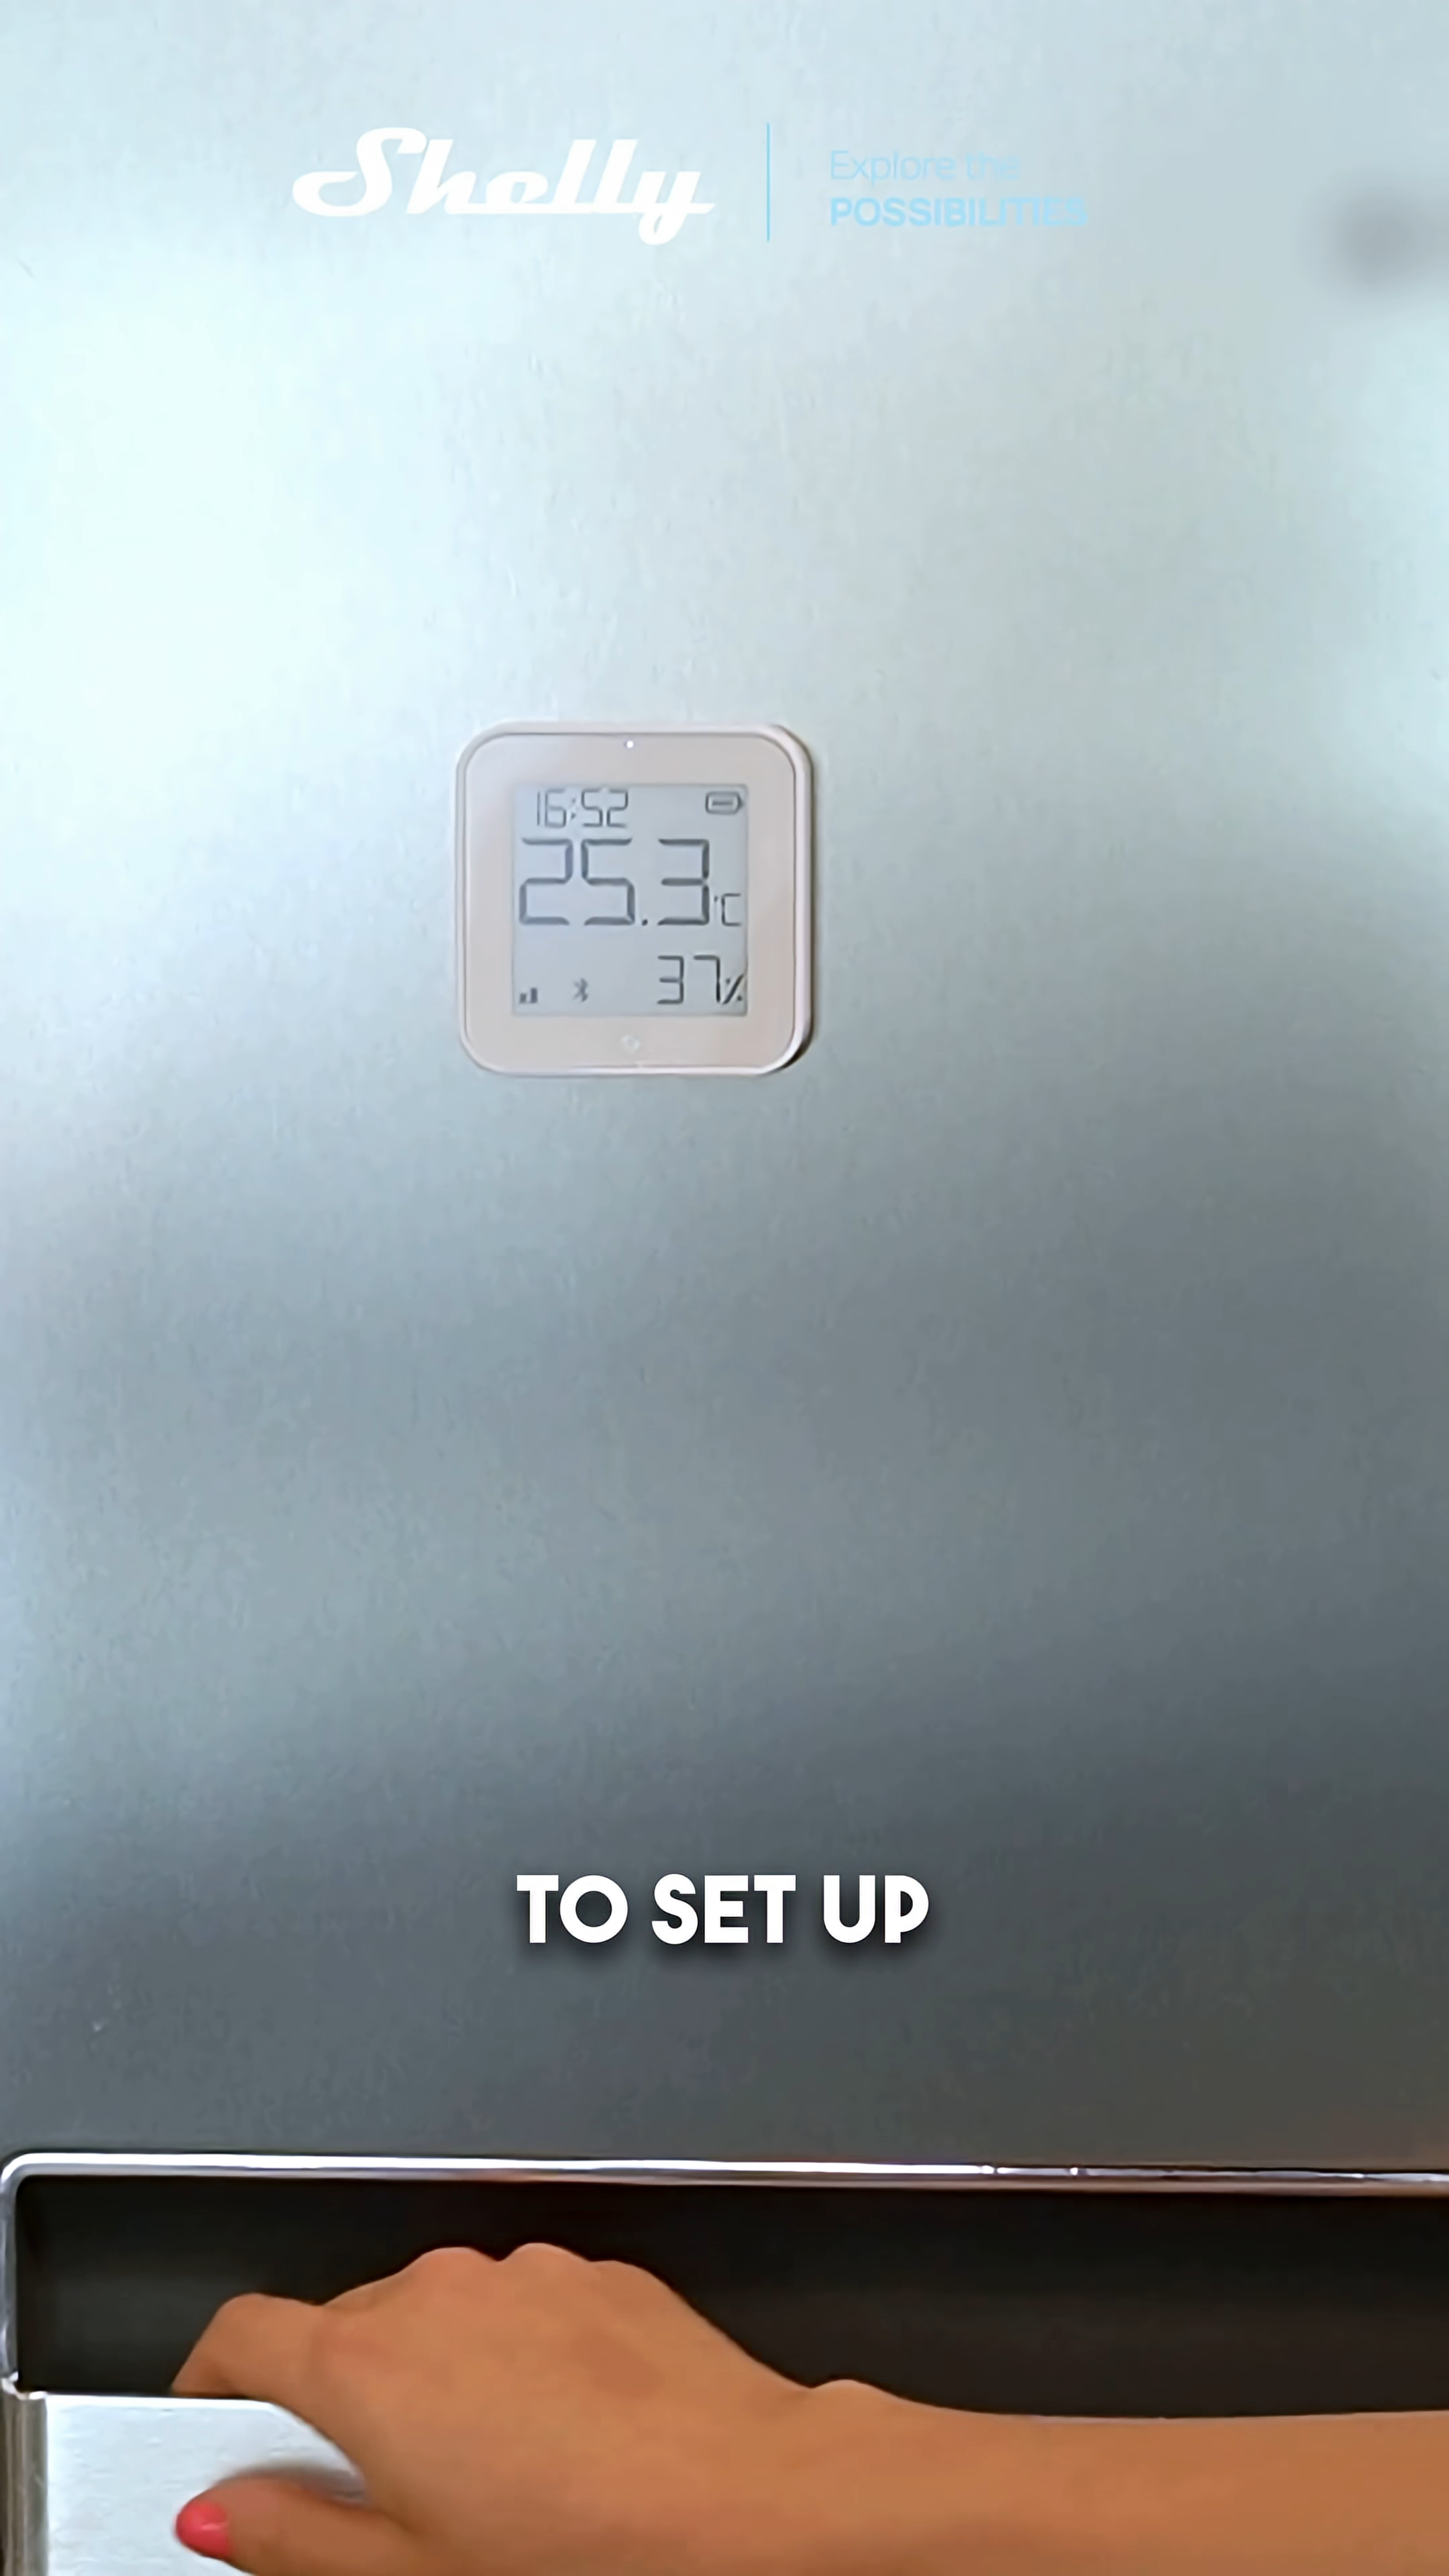 Shelly
Explore the
POSSIBILITIES
16:52
25.3°C
37%
TO SET UP